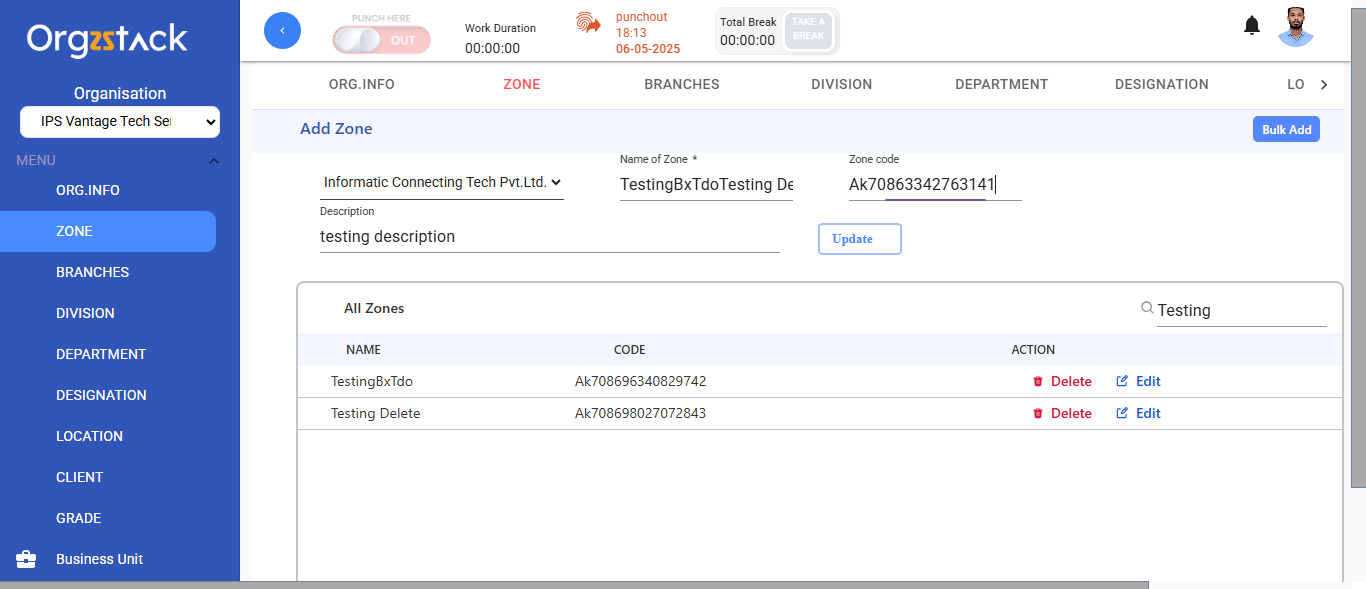 Orgzstack
Organisation
IPS Vantage Tech Ser
MENU
ORG.INFO
ZONE
BRANCHES
DIVISION
DEPARTMENT
DESIGNATION
LOCATION
CLIENT
GRADE
Business Unit
PUNCH HERE
OUT
Work Duration
00:00:00
punchout
18:13
06-05-2025
Total Break
00:00:00
TAKE A
BREAK
ORG.INFO ZONE BRANCHES DIVISION DEPARTMENT DESIGNATION LO
Add Zone Bulk Add
Name of Zone * Zone code
Informatic Connecting Tech Pvt.Ltd. TestingBxTdoTesting De Ak70863342763141
Description
testing description Update
All Zones Testing
NAME CODE ACTION
TestingBxTdo Ak708696340829742 Delete Edit
Testing Delete Ak708698027072843 Delete Edit